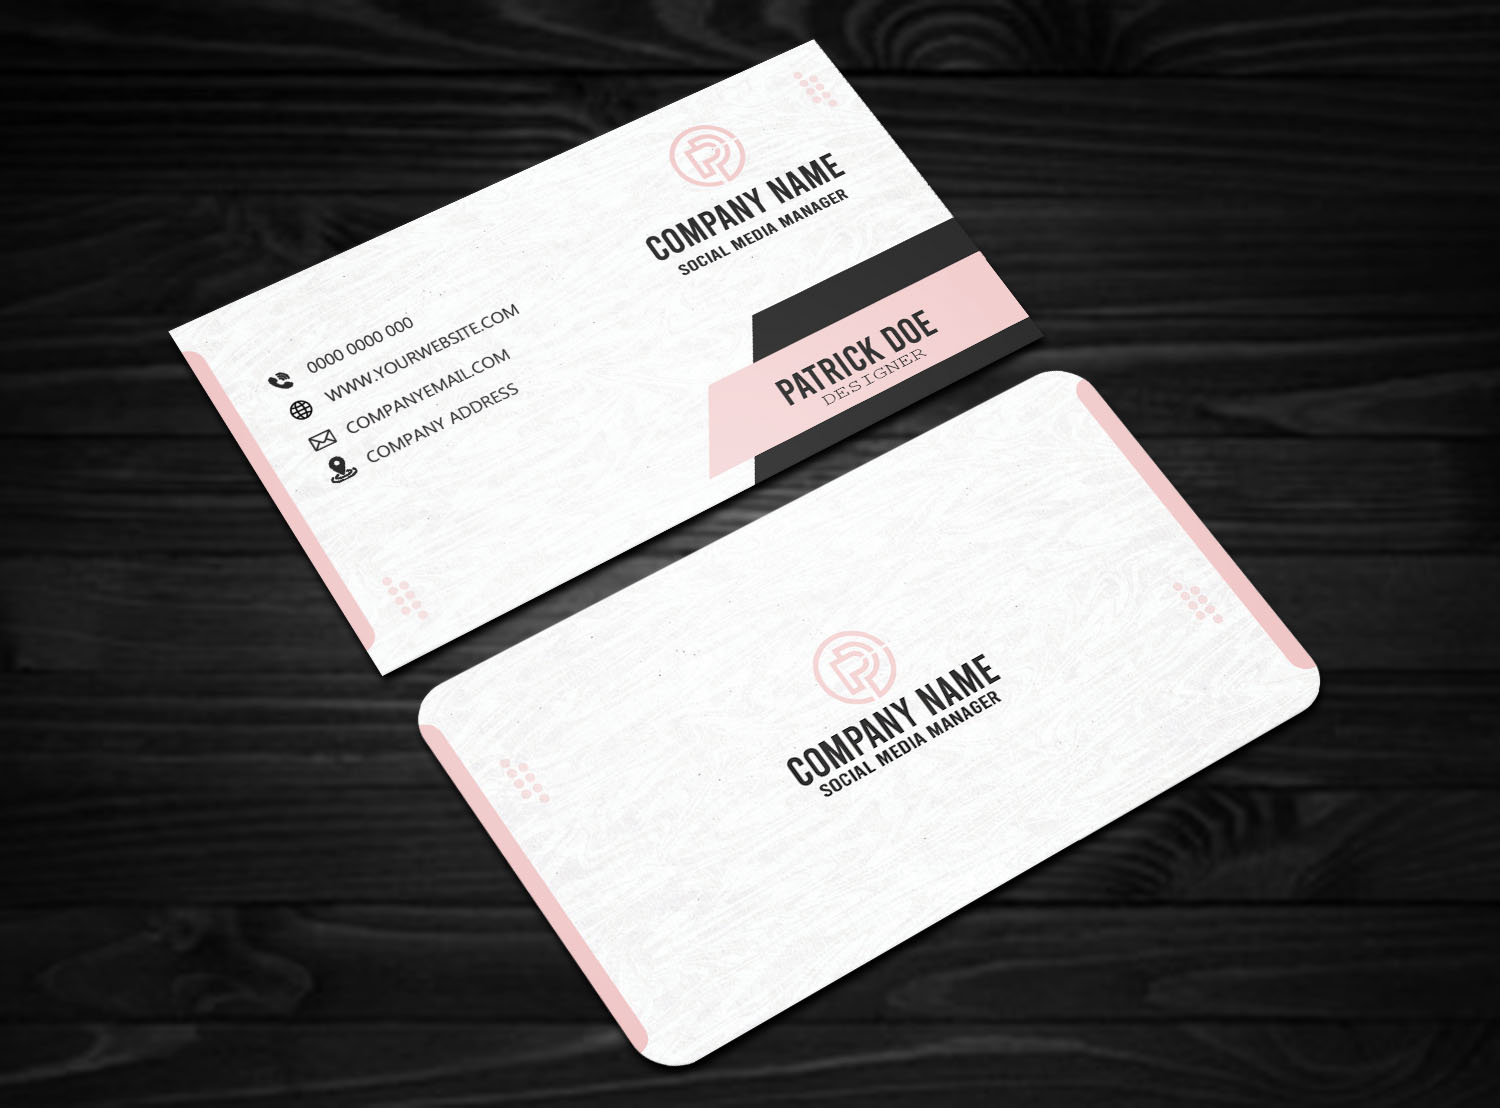 COMPANY NAME
SOCIAL MEDIA MANAGER
0000 0000 000
WWW.YOURWEBSITE.COM
COMPANYEMAIL.COM
COMPANY ADDRESS
PATRICK DOE
DESIGNER
COMPANY NAME
SOCIAL MEDIA MANAGER